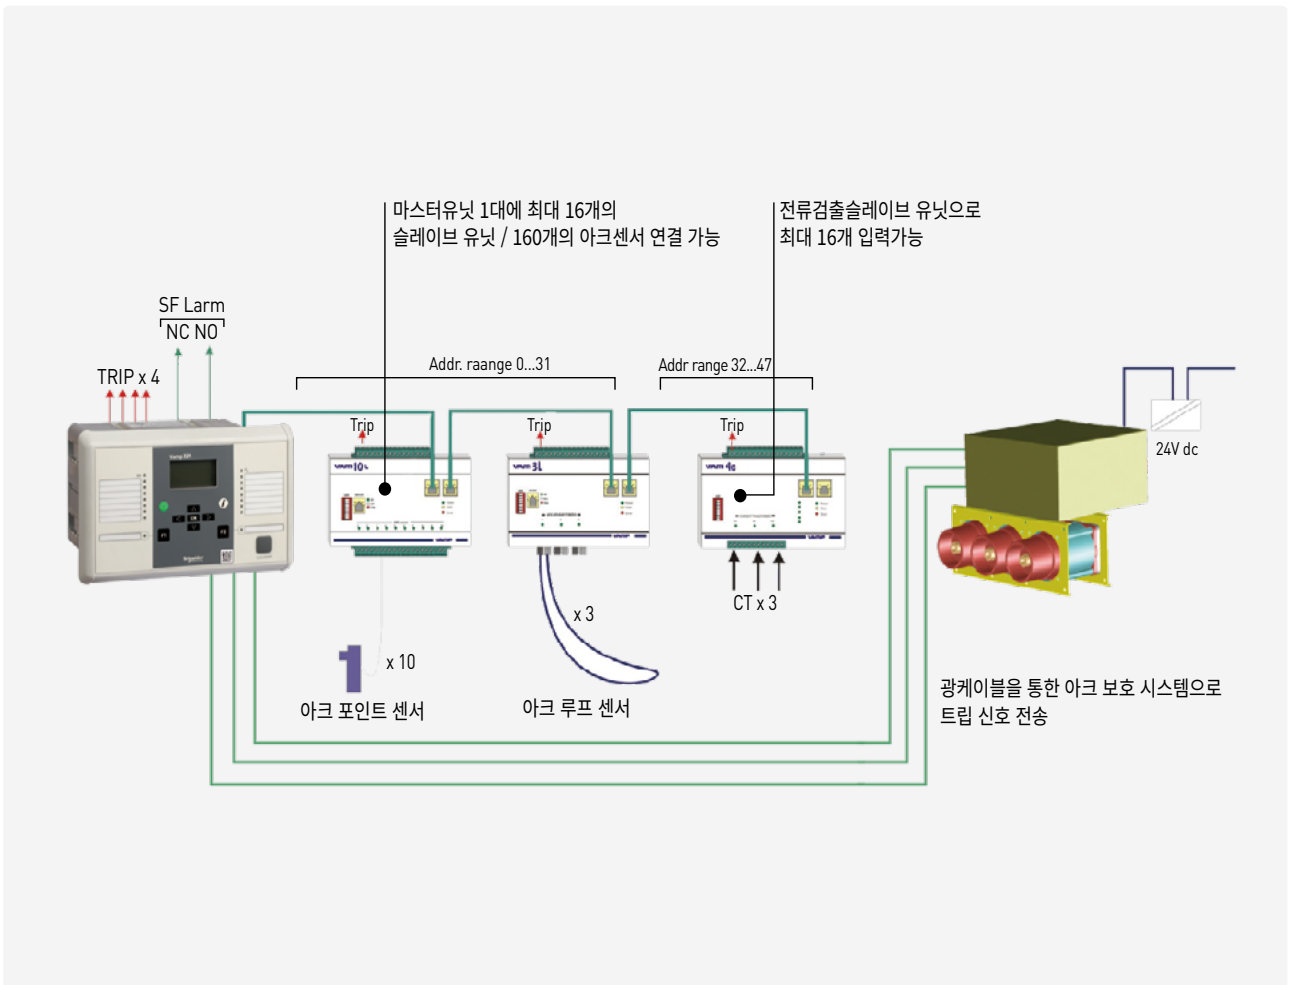 마스터유닛 1대에 최대 16개의
슬레이브 유닛 / 160개의 아크센서 연결 가능
전류검출슬레이브 유닛으로
최대 16개 입력가능
SF Larm
NC NO
TRIP x 4
Addr. raange 0...31
Addr range 32...47
Trip
Trip
Trip
24V dc
CT x 3
x 3
x 10
아크 포인트 센서
아크 루프 센서
광케이블을 통한 아크 보호 시스템으로
트립 신호 전송